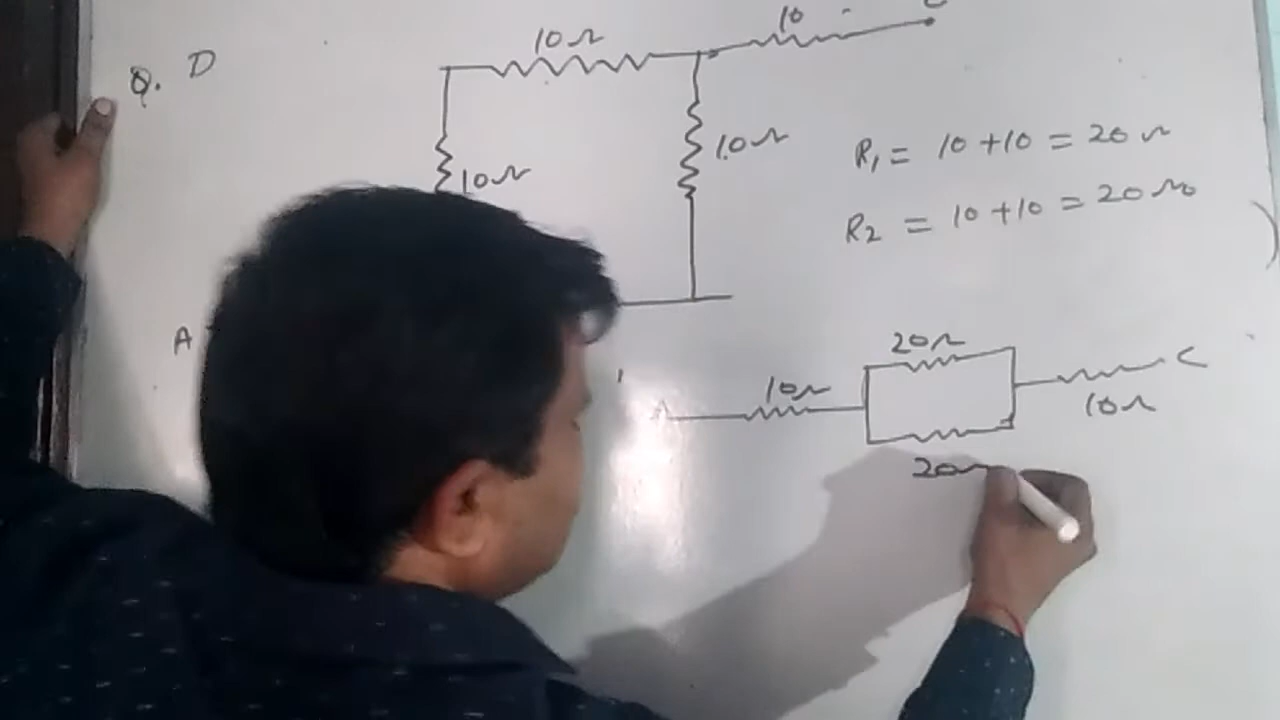 Q. D
10Ω
10
10Ω
10Ω
R₁ = 10 + 10 = 20Ω
R₂ = 10 + 10 = 20Ω
A
20Ω
10Ω
C
A
10Ω
20Ω